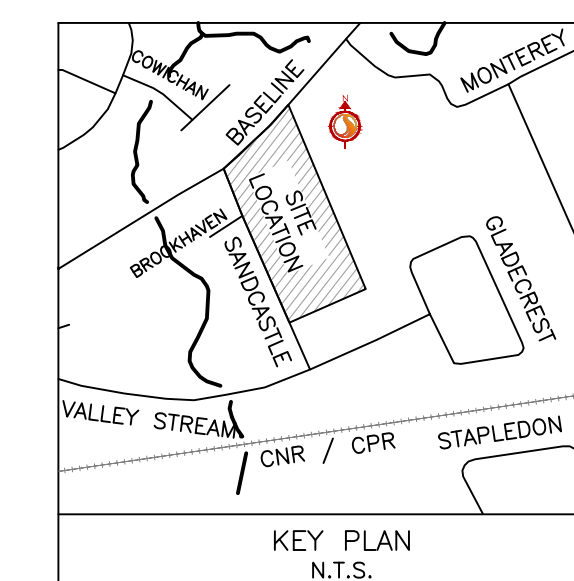 COWICHAN
BASELINE
MONTEREY
N
SITE
LOCATION
BROOKHAVEN
SANDCASTLE
GLADECREST
VALLEY STREAM
CNR / CPR
STAPLEDON
KEY PLAN
N.T.S.